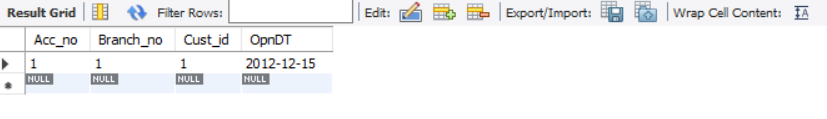 Result Grid Filter Rows: Edit: Export/Import: Wrap Cell Content:
Acc_no Branch_no Cust_id OpnDT
1 1 1 2012-12-15
NULL NULL NULL NULL